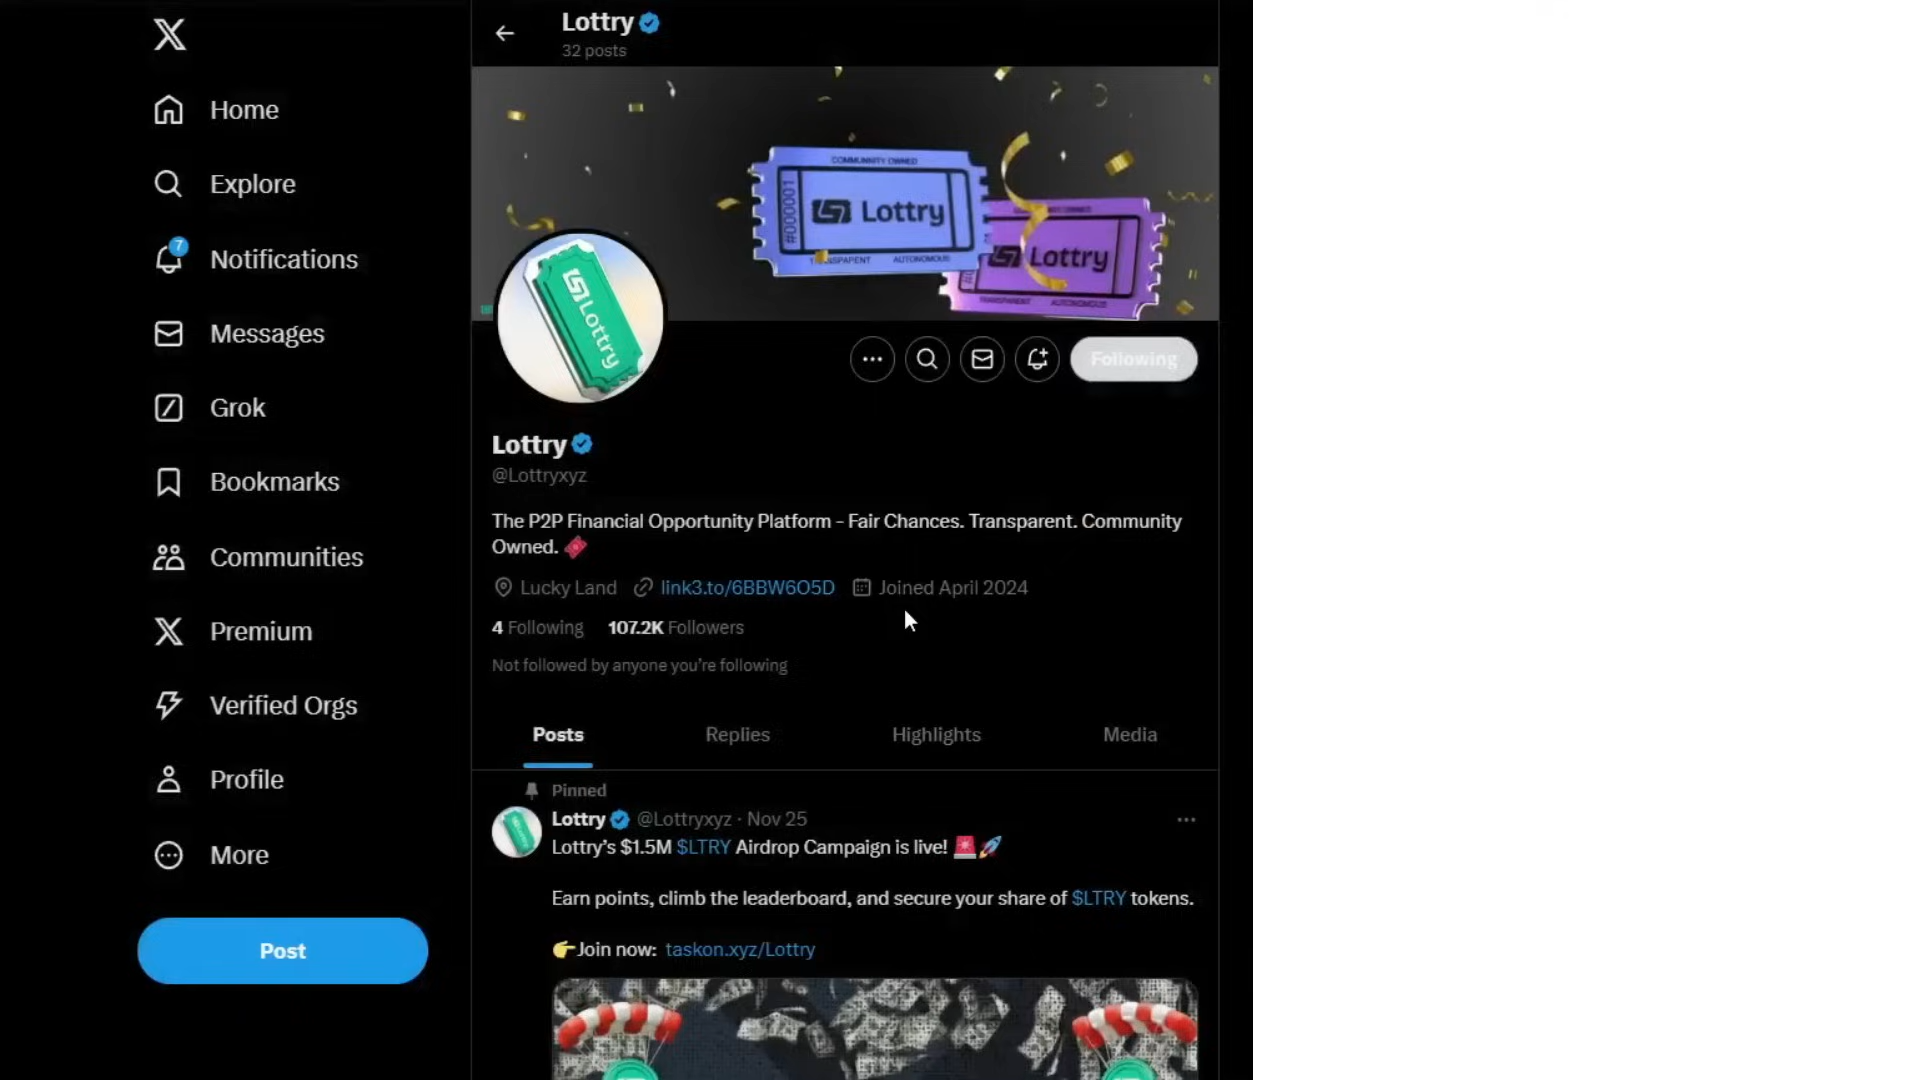 Home
Explore
7
Notifications
Messages
Grok
Bookmarks
Communities
Premium
Verified Orgs
Profile
More
Post
Lottry
32 posts
COMMUNITY OWNED
#000001
Lottry
AUTONOMOUS
Lottry
TRANSPARENT
AUTONOMOUS
Lottry
Following
Lottry
@Lottryxyz
The P2P Financial Opportunity Platform - Fair Chances. Transparent. Community
Owned.
Lucky Land link3.to/6BBW6O5D Joined April 2024
4 Following 107.2K Followers
Not followed by anyone you're following
Posts Replies Highlights Media
Pinned
Lottry @Lottryxyz · Nov 25
Lottry's $1.5M $LTRY Airdrop Campaign is live!
Earn points, climb the leaderboard, and secure your share of $LTRY tokens.
Join now: taskon.xyz/Lottry